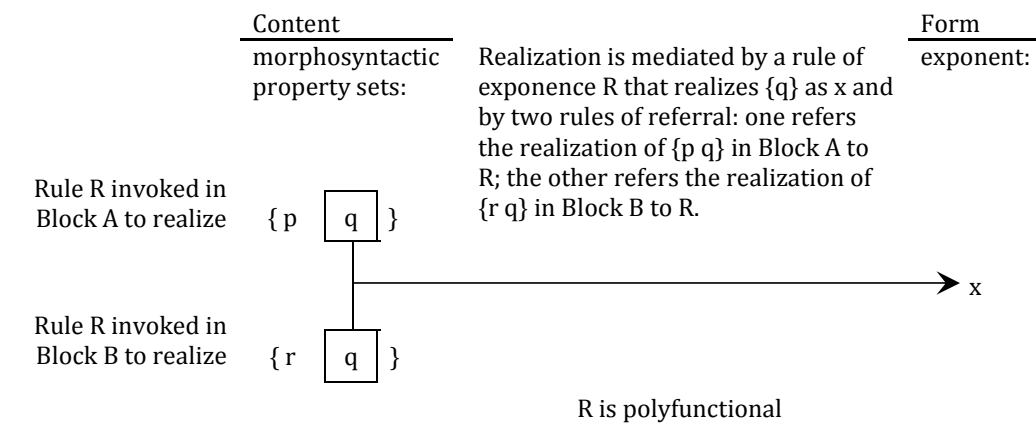 Content
Form
morphosyntactic
property sets:
Realization is mediated by a rule of
exponence R that realizes {q} as x and
by two rules of referral: one refers
the realization of {p q} in Block A to
R; the other refers the realization of
{r q} in Block B to R.
exponent:
Rule R invoked in
Block A to realize
{ p q }
x
Rule R invoked in
Block B to realize
{ r q }
R is polyfunctional